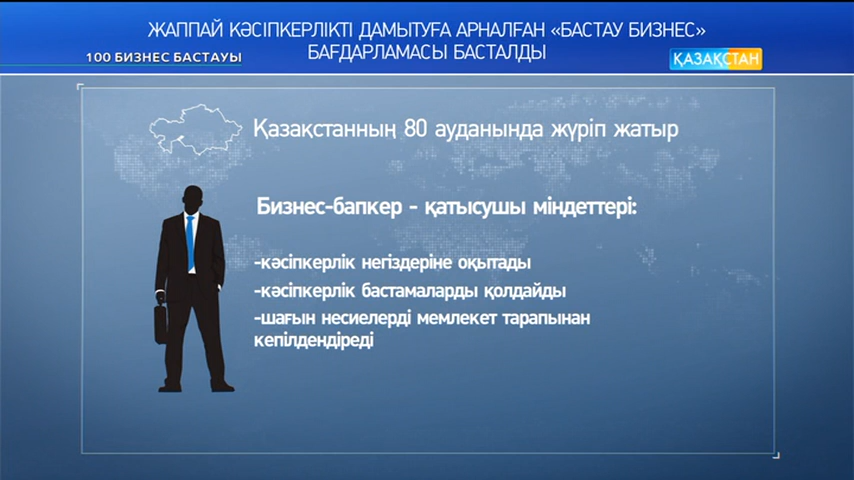 ЖАППАЙ КӘСІПКЕРЛІКТІ ДАМЫТУҒА АРНАЛҒАН «БАСТАУ БИЗНЕС»
БАҒДАРЛАМАСЫ БАСТАЛДЫ
100 БИЗНЕС БАСТАУЫ
ҚАЗАҚСТАН
Қазақстанның 80 ауданында жүріп жатыр
Бизнес-бапкер - қатысушы міндеттері:
-кәсіпкерлік негіздеріне оқытады
-кәсіпкерлік бастамаларды қолдайды
-шағын несиелерді мемлекет тарапынан
кепілдендіреді